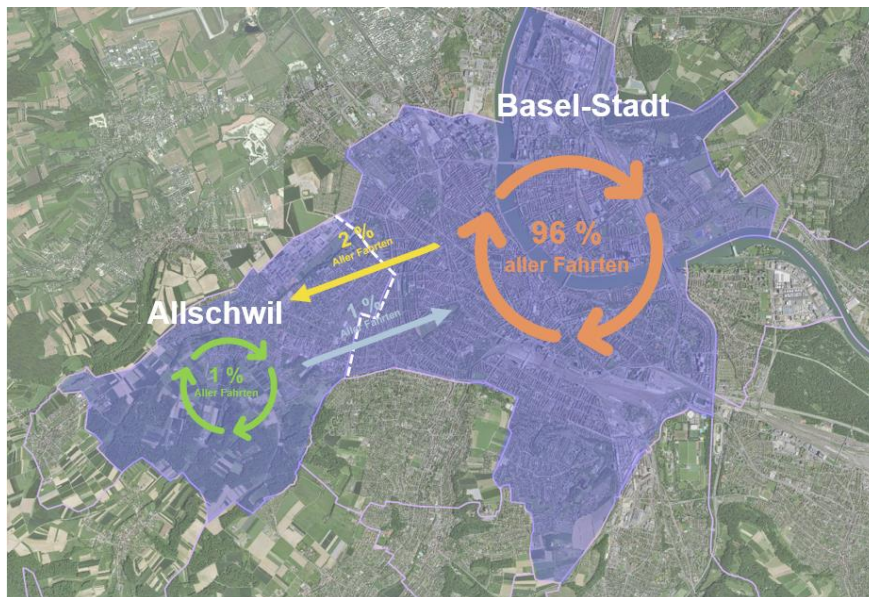 Basel-Stadt
96 %
aller Fahrten
2 %
Aller Fahrten
1 %
Aller Fahrten
Allschwil
1 %
Aller Fahrten